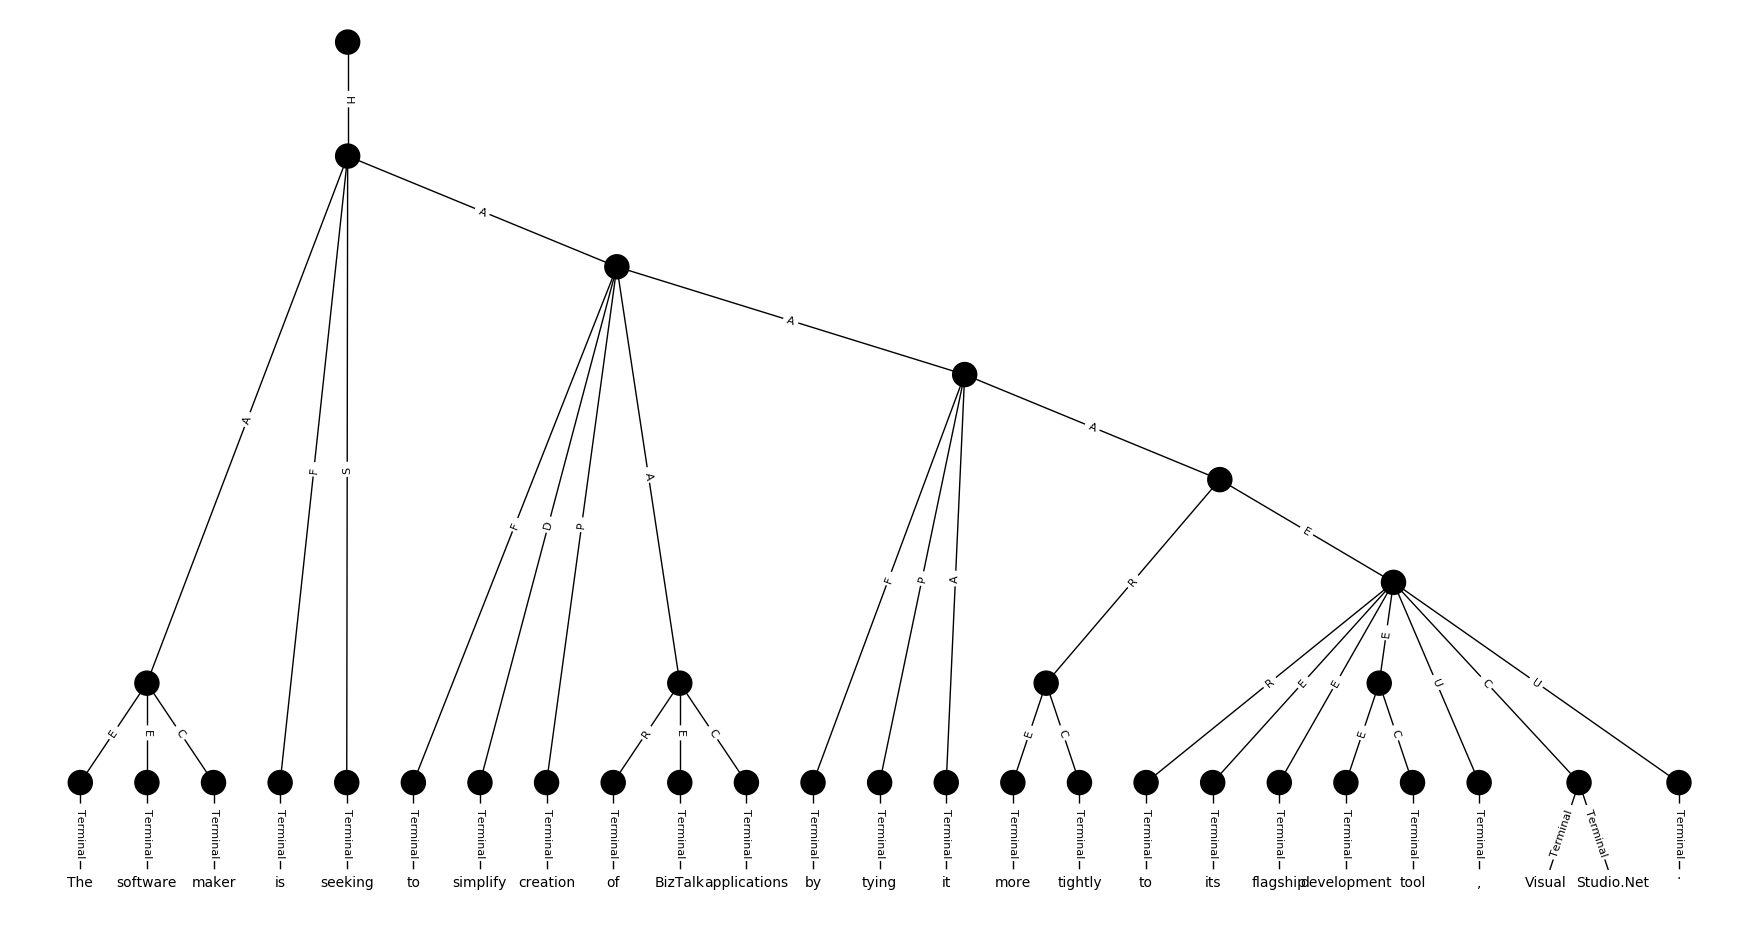 H
A
A
A
A
F
S
A
F
D
P
A
F
P
A
R
E
E
E
E
C
R
E
C
E
C
R
E
E
E
C
U
C
U
Terminal Terminal Terminal Terminal Terminal Terminal Terminal Terminal Terminal Terminal Terminal Terminal Terminal Terminal Terminal Terminal Terminal Terminal Terminal Terminal Terminal Terminal Terminal Terminal Terminal
The software maker is seeking to simplify creation of BizTalk applications by tying it more tightly to its flagship development tool , Visual Studio.Net .